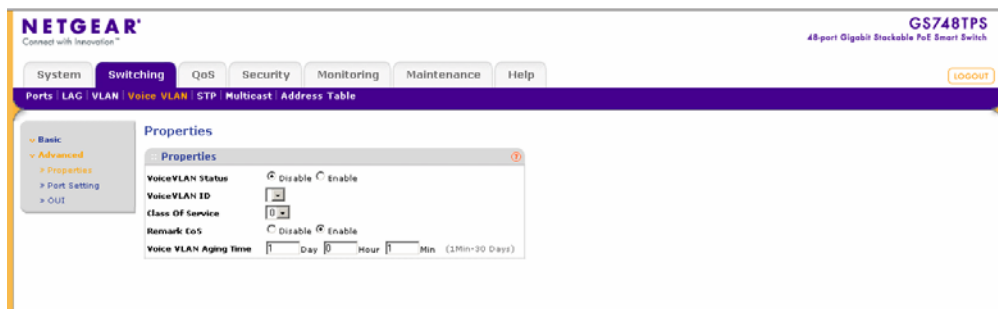 NETGEAR®
Connect with Innovation™
GS748TPS
48-port Gigabit Stackable PoE Smart Switch
System Switching QoS Security Monitoring Maintenance Help
LOGOUT
Ports | LAG | VLAN | Voice VLAN | STP | Multicast | Address Table
Basic
Advanced
» Properties
» Port Setting
» OUI
Properties
Properties
VoiceVLAN Status Disable Enable
VoiceVLAN ID
Class Of Service 0
Remark CoS Disable Enable
Voice VLAN Aging Time 1 Day 0 Hour 1 Min (1Min-30 Days)